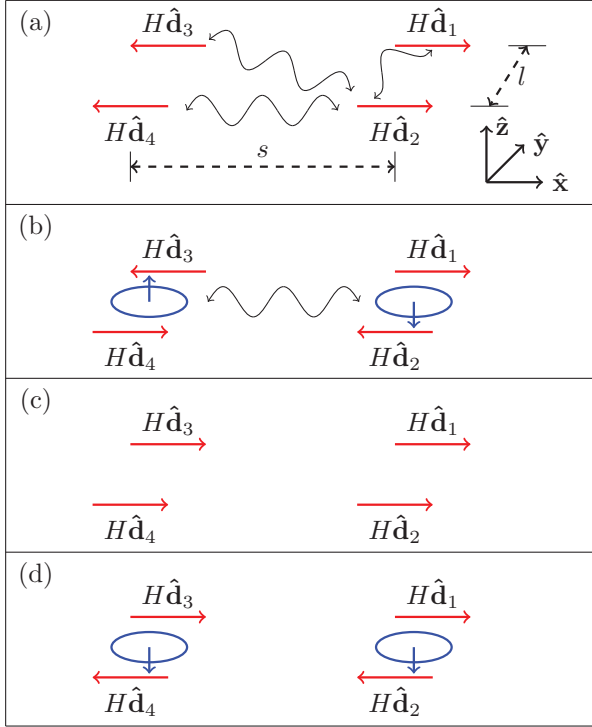 (a)
Hd̂₃ Hd̂₁
l
Hd̂₄ Hd̂₂
ẑ
ŷ
s
x̂
(b)
Hd̂₃ Hd̂₁
Hd̂₄ Hd̂₂
(c)
Hd̂₃ Hd̂₁
Hd̂₄ Hd̂₂
(d)
Hd̂₃ Hd̂₁
Hd̂₄ Hd̂₂